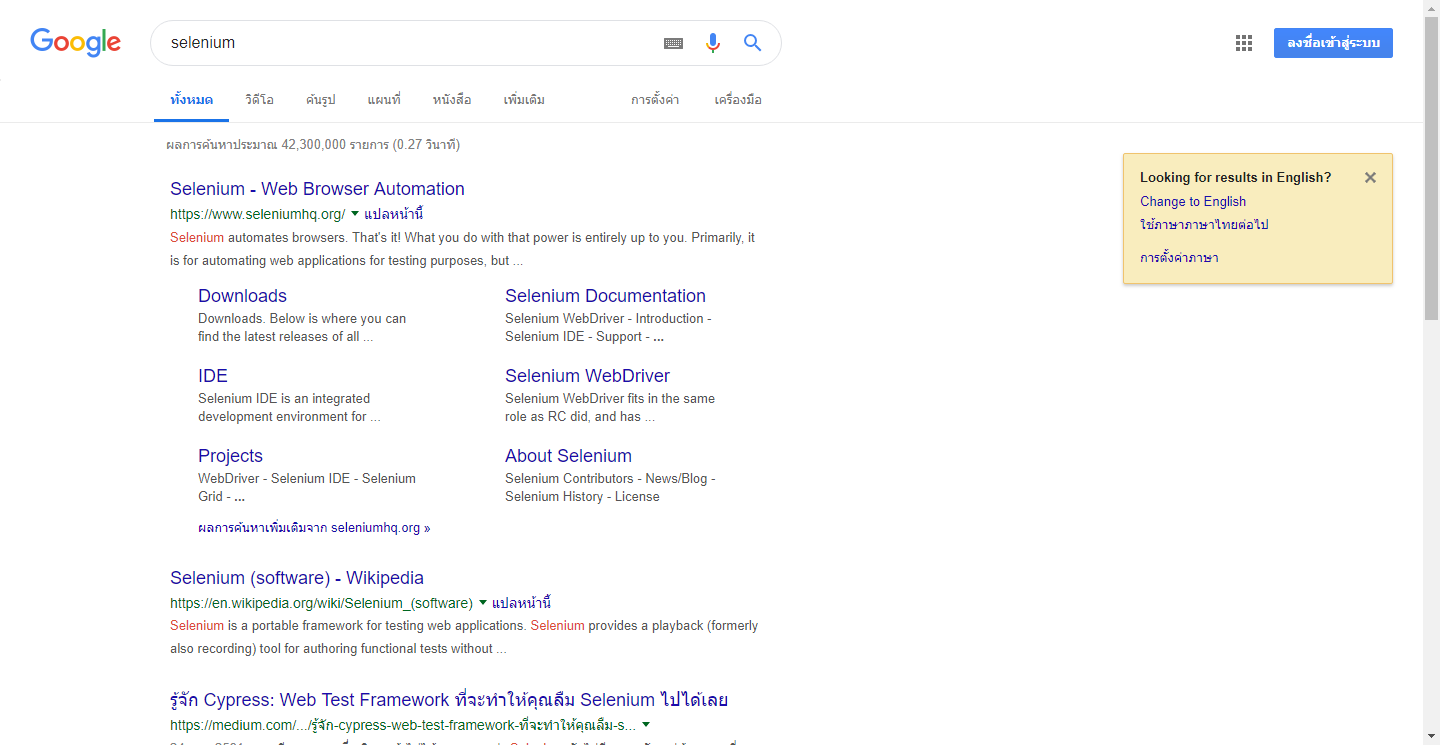 Google
selenium
ลงชื่อเข้าสู่ระบบ
ทั้งหมด วิดีโอ ค้นรูป แผนที่ หนังสือ เพิ่มเติม การตั้งค่า เครื่องมือ
ผลการค้นหาประมาณ 42,300,000 รายการ (0.27 วินาที)
Selenium - Web Browser Automation
https://www.seleniumhq.org/ แปลหน้านี้
Selenium automates browsers. That's it! What you do with that power is entirely up to you. Primarily, it
is for automating web applications for testing purposes, but ...
Downloads
Downloads. Below is where you can
find the latest releases of all ...
Selenium Documentation
Selenium WebDriver - Introduction -
Selenium IDE - Support - ...
IDE
Selenium IDE is an integrated
development environment for ...
Selenium WebDriver
Selenium WebDriver fits in the same
role as RC did, and has ...
Projects
WebDriver - Selenium IDE - Selenium
Grid - ...
About Selenium
Selenium Contributors - News/Blog -
Selenium History - License
ผลการค้นหาเพิ่มเติมจาก seleniumhq.org »
Selenium (software) - Wikipedia
https://en.wikipedia.org/wiki/Selenium_(software) แปลหน้านี้
Selenium is a portable framework for testing web applications. Selenium provides a playback (formerly
also recording) tool for authoring functional tests without ...
รู้จัก Cypress: Web Test Framework ที่จะทำให้คุณลืม Selenium ไปได้เลย
https://medium.com/.../รู้จัก-cypress-web-test-framework-ที่จะทำให้คุณลืม-s...
Looking for results in English?
Change to English
ใช้ภาษาภาษาไทยต่อไป
การตั้งค่าภาษา